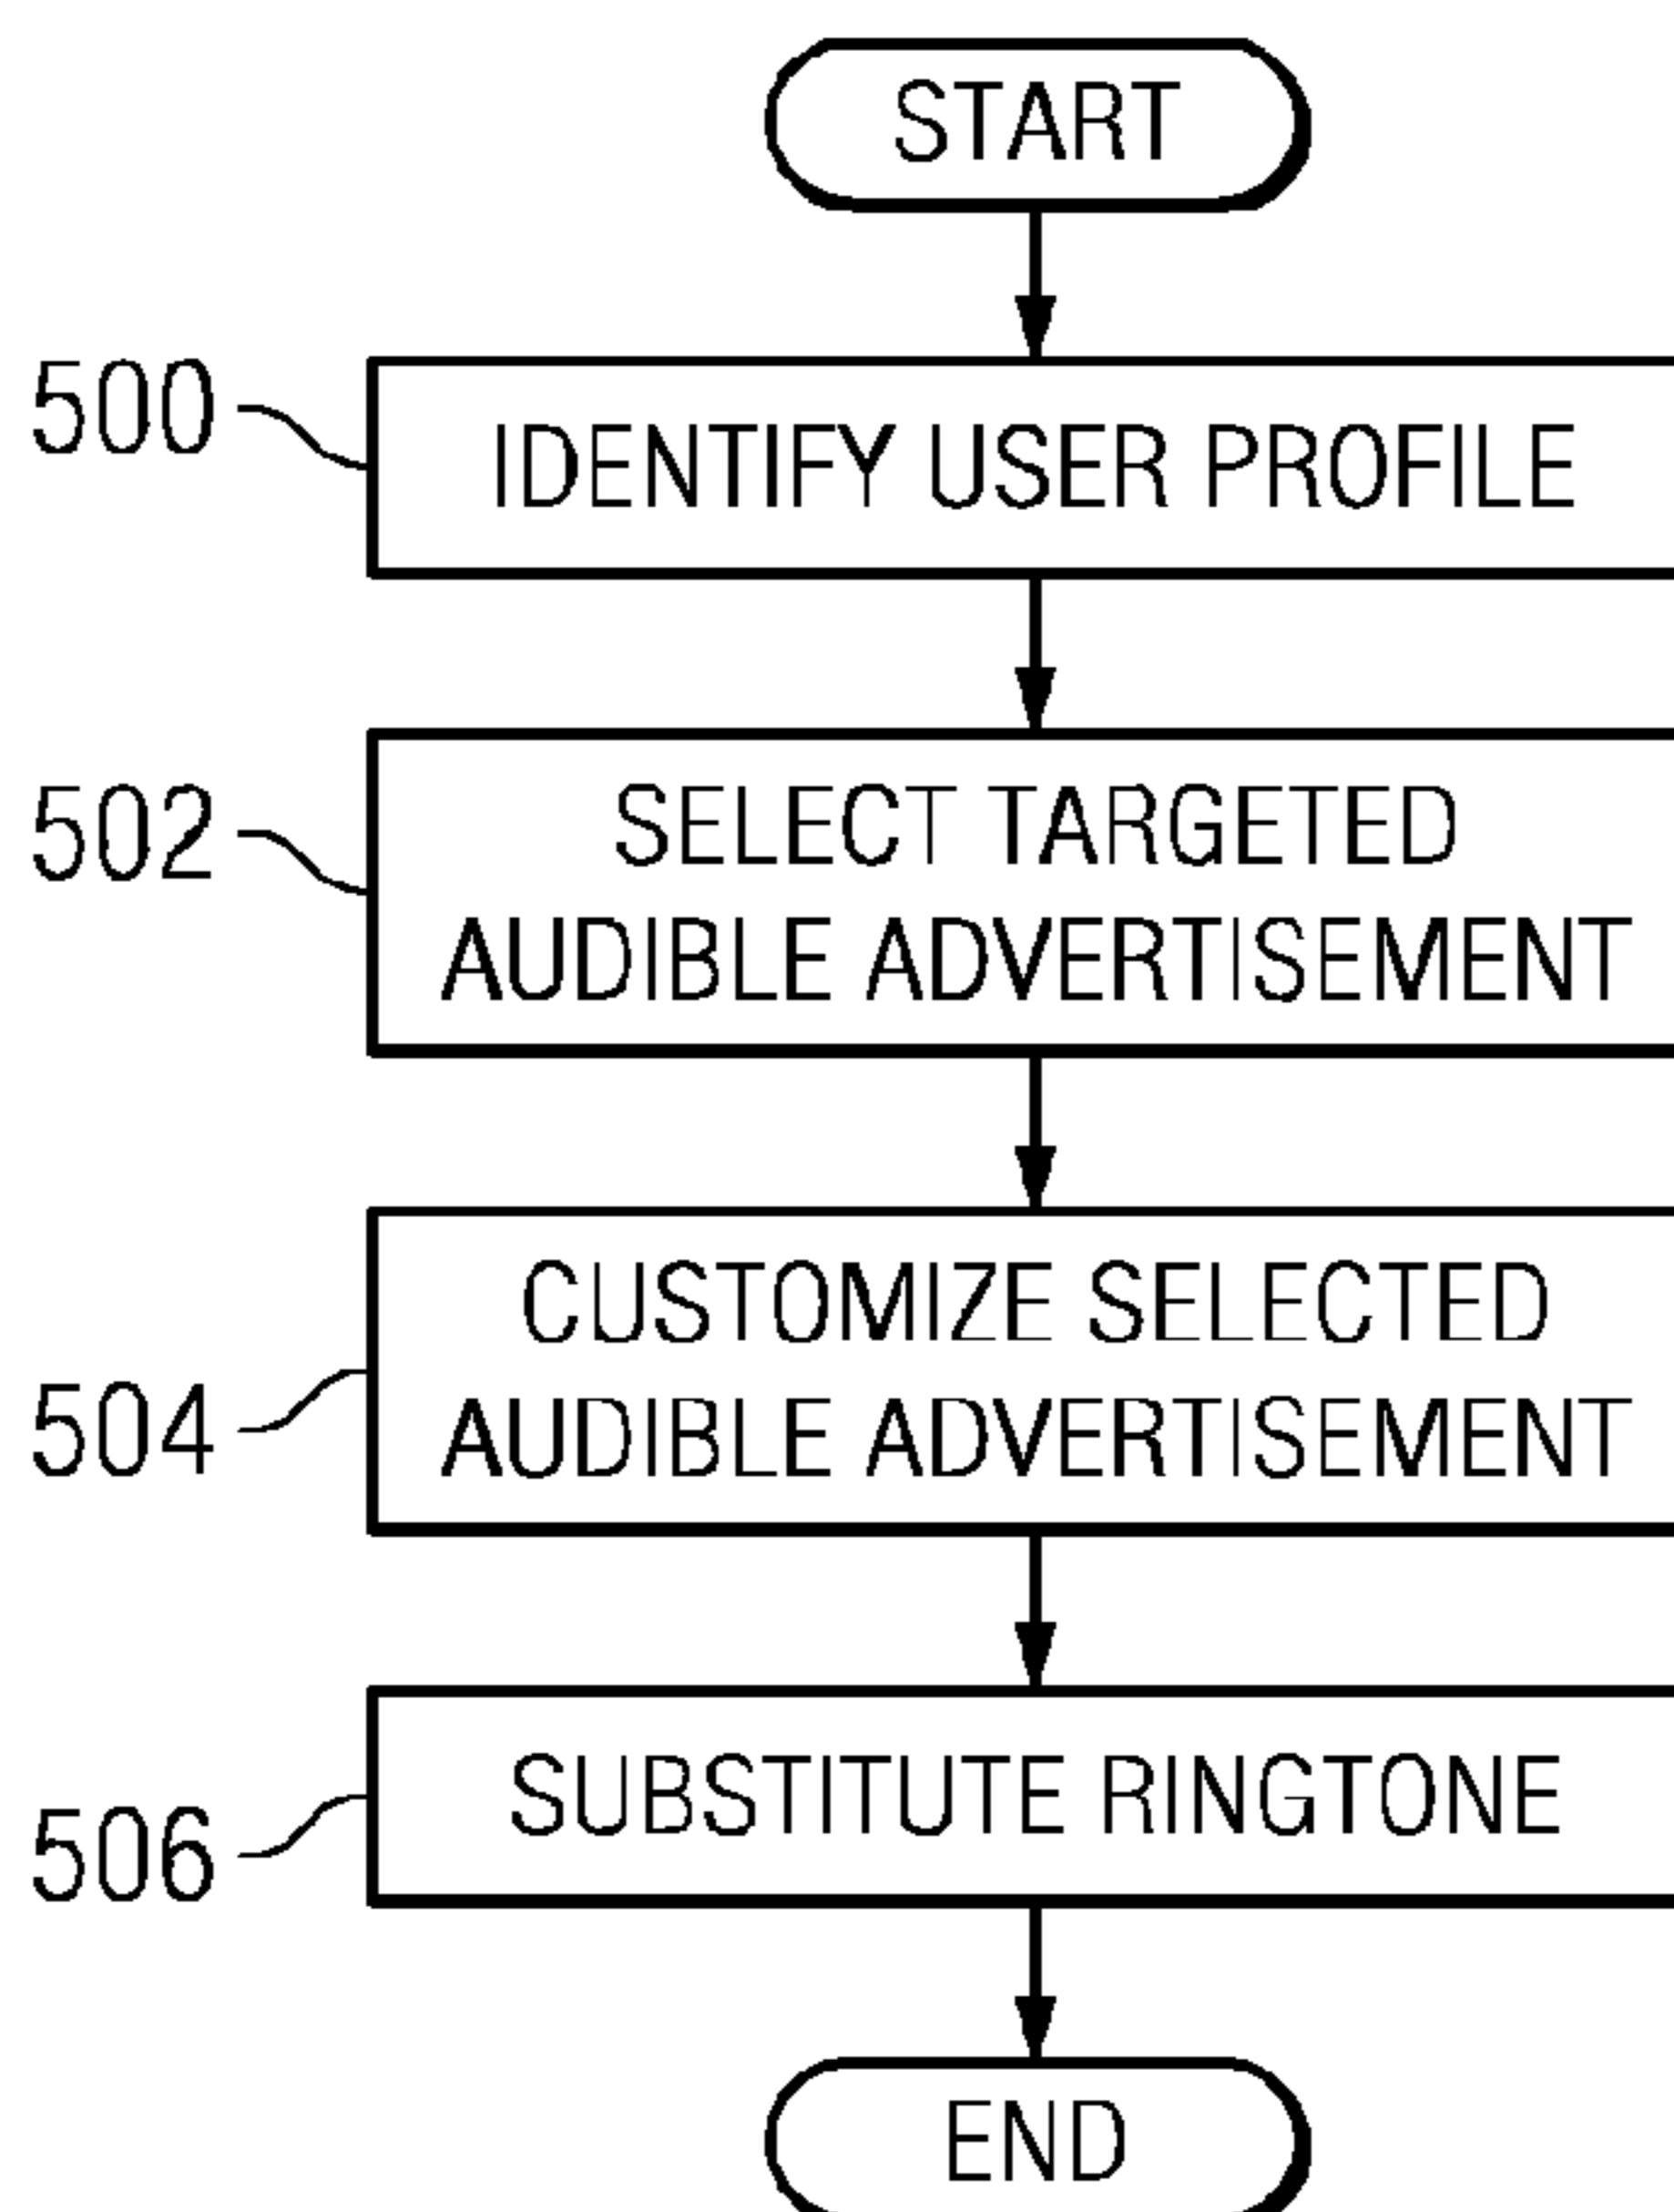 START
500
IDENTIFY USER PROFILE
502
SELECT TARGETED
AUDIBLE ADVERTISEMENT
504
CUSTOMIZE SELECTED
AUDIBLE ADVERTISEMENT
506
SUBSTITUTE RINGTONE
END